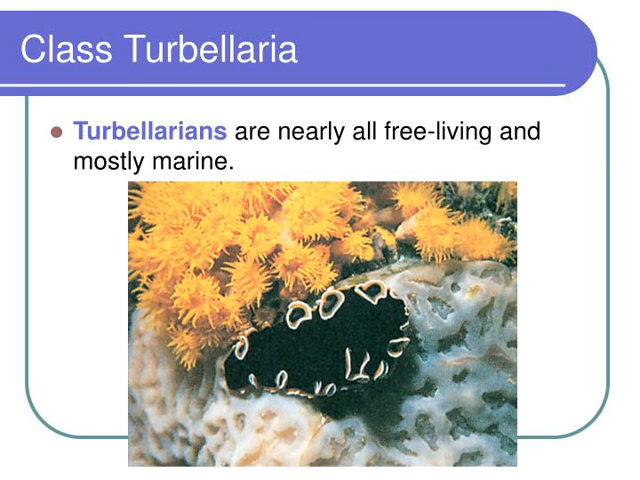 Class Turbellaria
Turbellarians are nearly all free-living and
mostly marine.